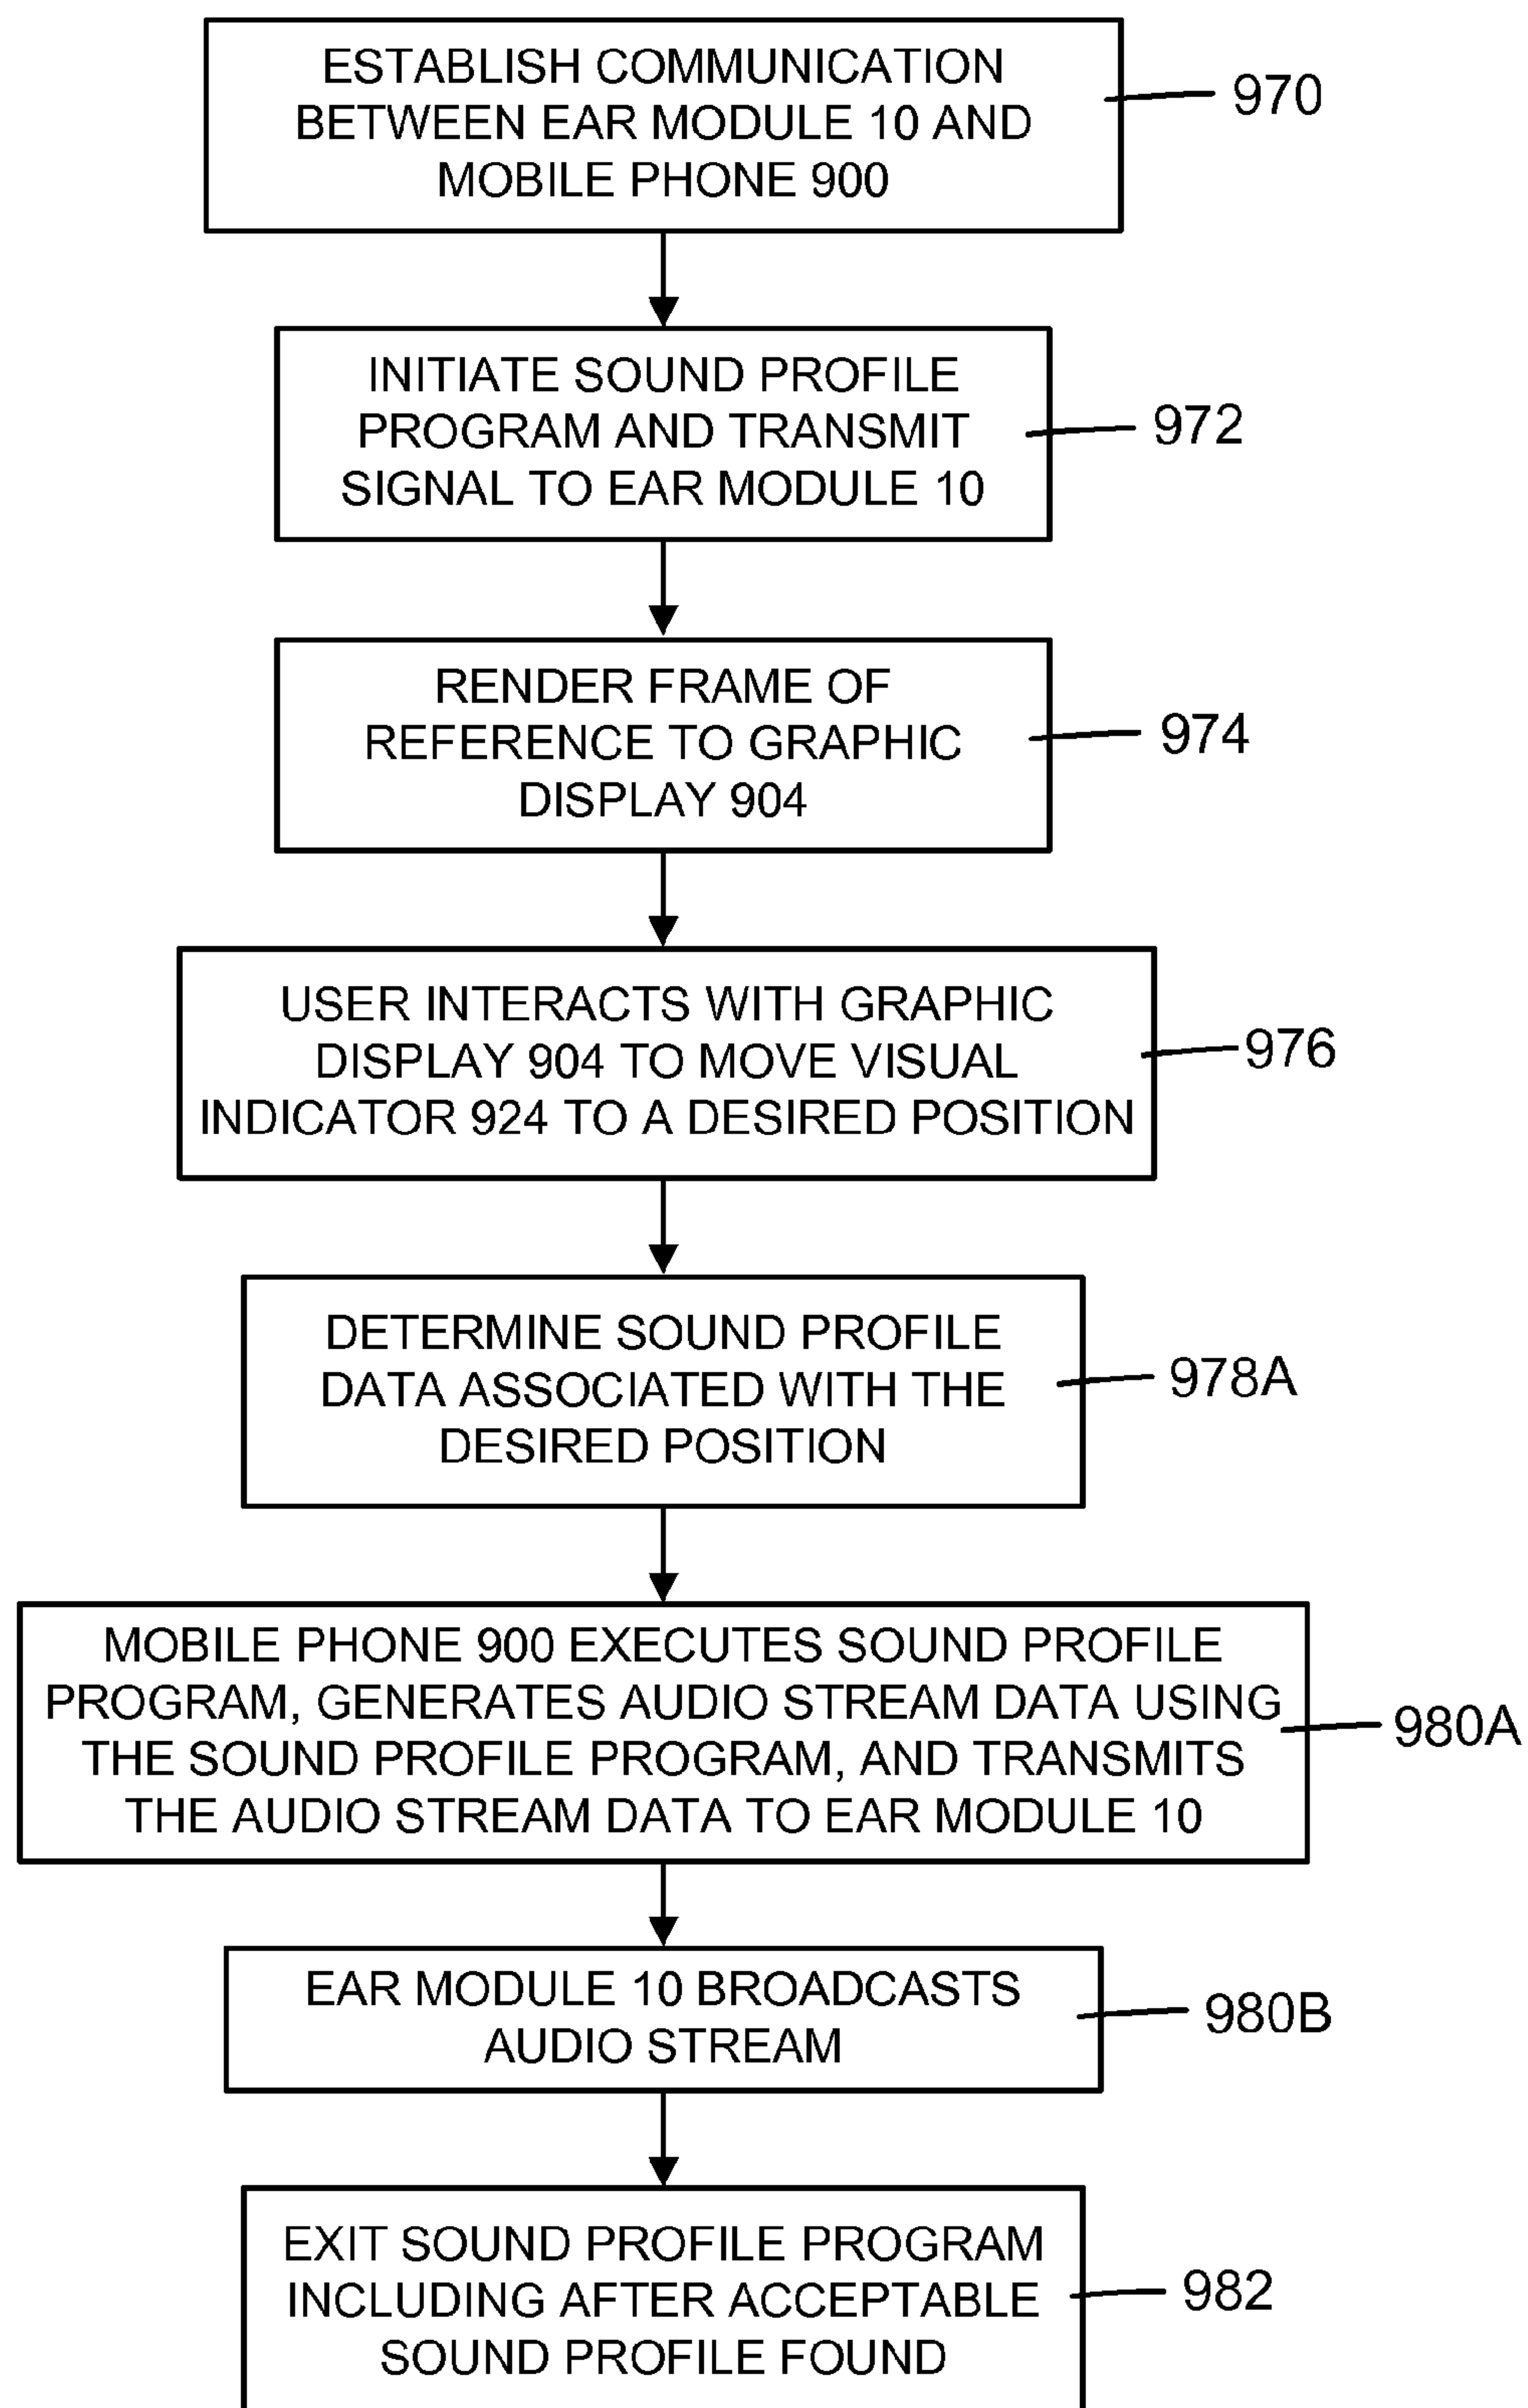 ESTABLISH COMMUNICATION
BETWEEN EAR MODULE 10 AND
MOBILE PHONE 900
970
INITIATE SOUND PROFILE
PROGRAM AND TRANSMIT
SIGNAL TO EAR MODULE 10
972
RENDER FRAME OF
REFERENCE TO GRAPHIC
DISPLAY 904
974
USER INTERACTS WITH GRAPHIC
DISPLAY 904 TO MOVE VISUAL
INDICATOR 924 TO A DESIRED POSITION
976
DETERMINE SOUND PROFILE
DATA ASSOCIATED WITH THE
DESIRED POSITION
978A
MOBILE PHONE 900 EXECUTES SOUND PROFILE
PROGRAM, GENERATES AUDIO STREAM DATA USING
THE SOUND PROFILE PROGRAM, AND TRANSMITS
THE AUDIO STREAM DATA TO EAR MODULE 10
980A
EAR MODULE 10 BROADCASTS
AUDIO STREAM
980B
EXIT SOUND PROFILE PROGRAM
INCLUDING AFTER ACCEPTABLE
SOUND PROFILE FOUND
982